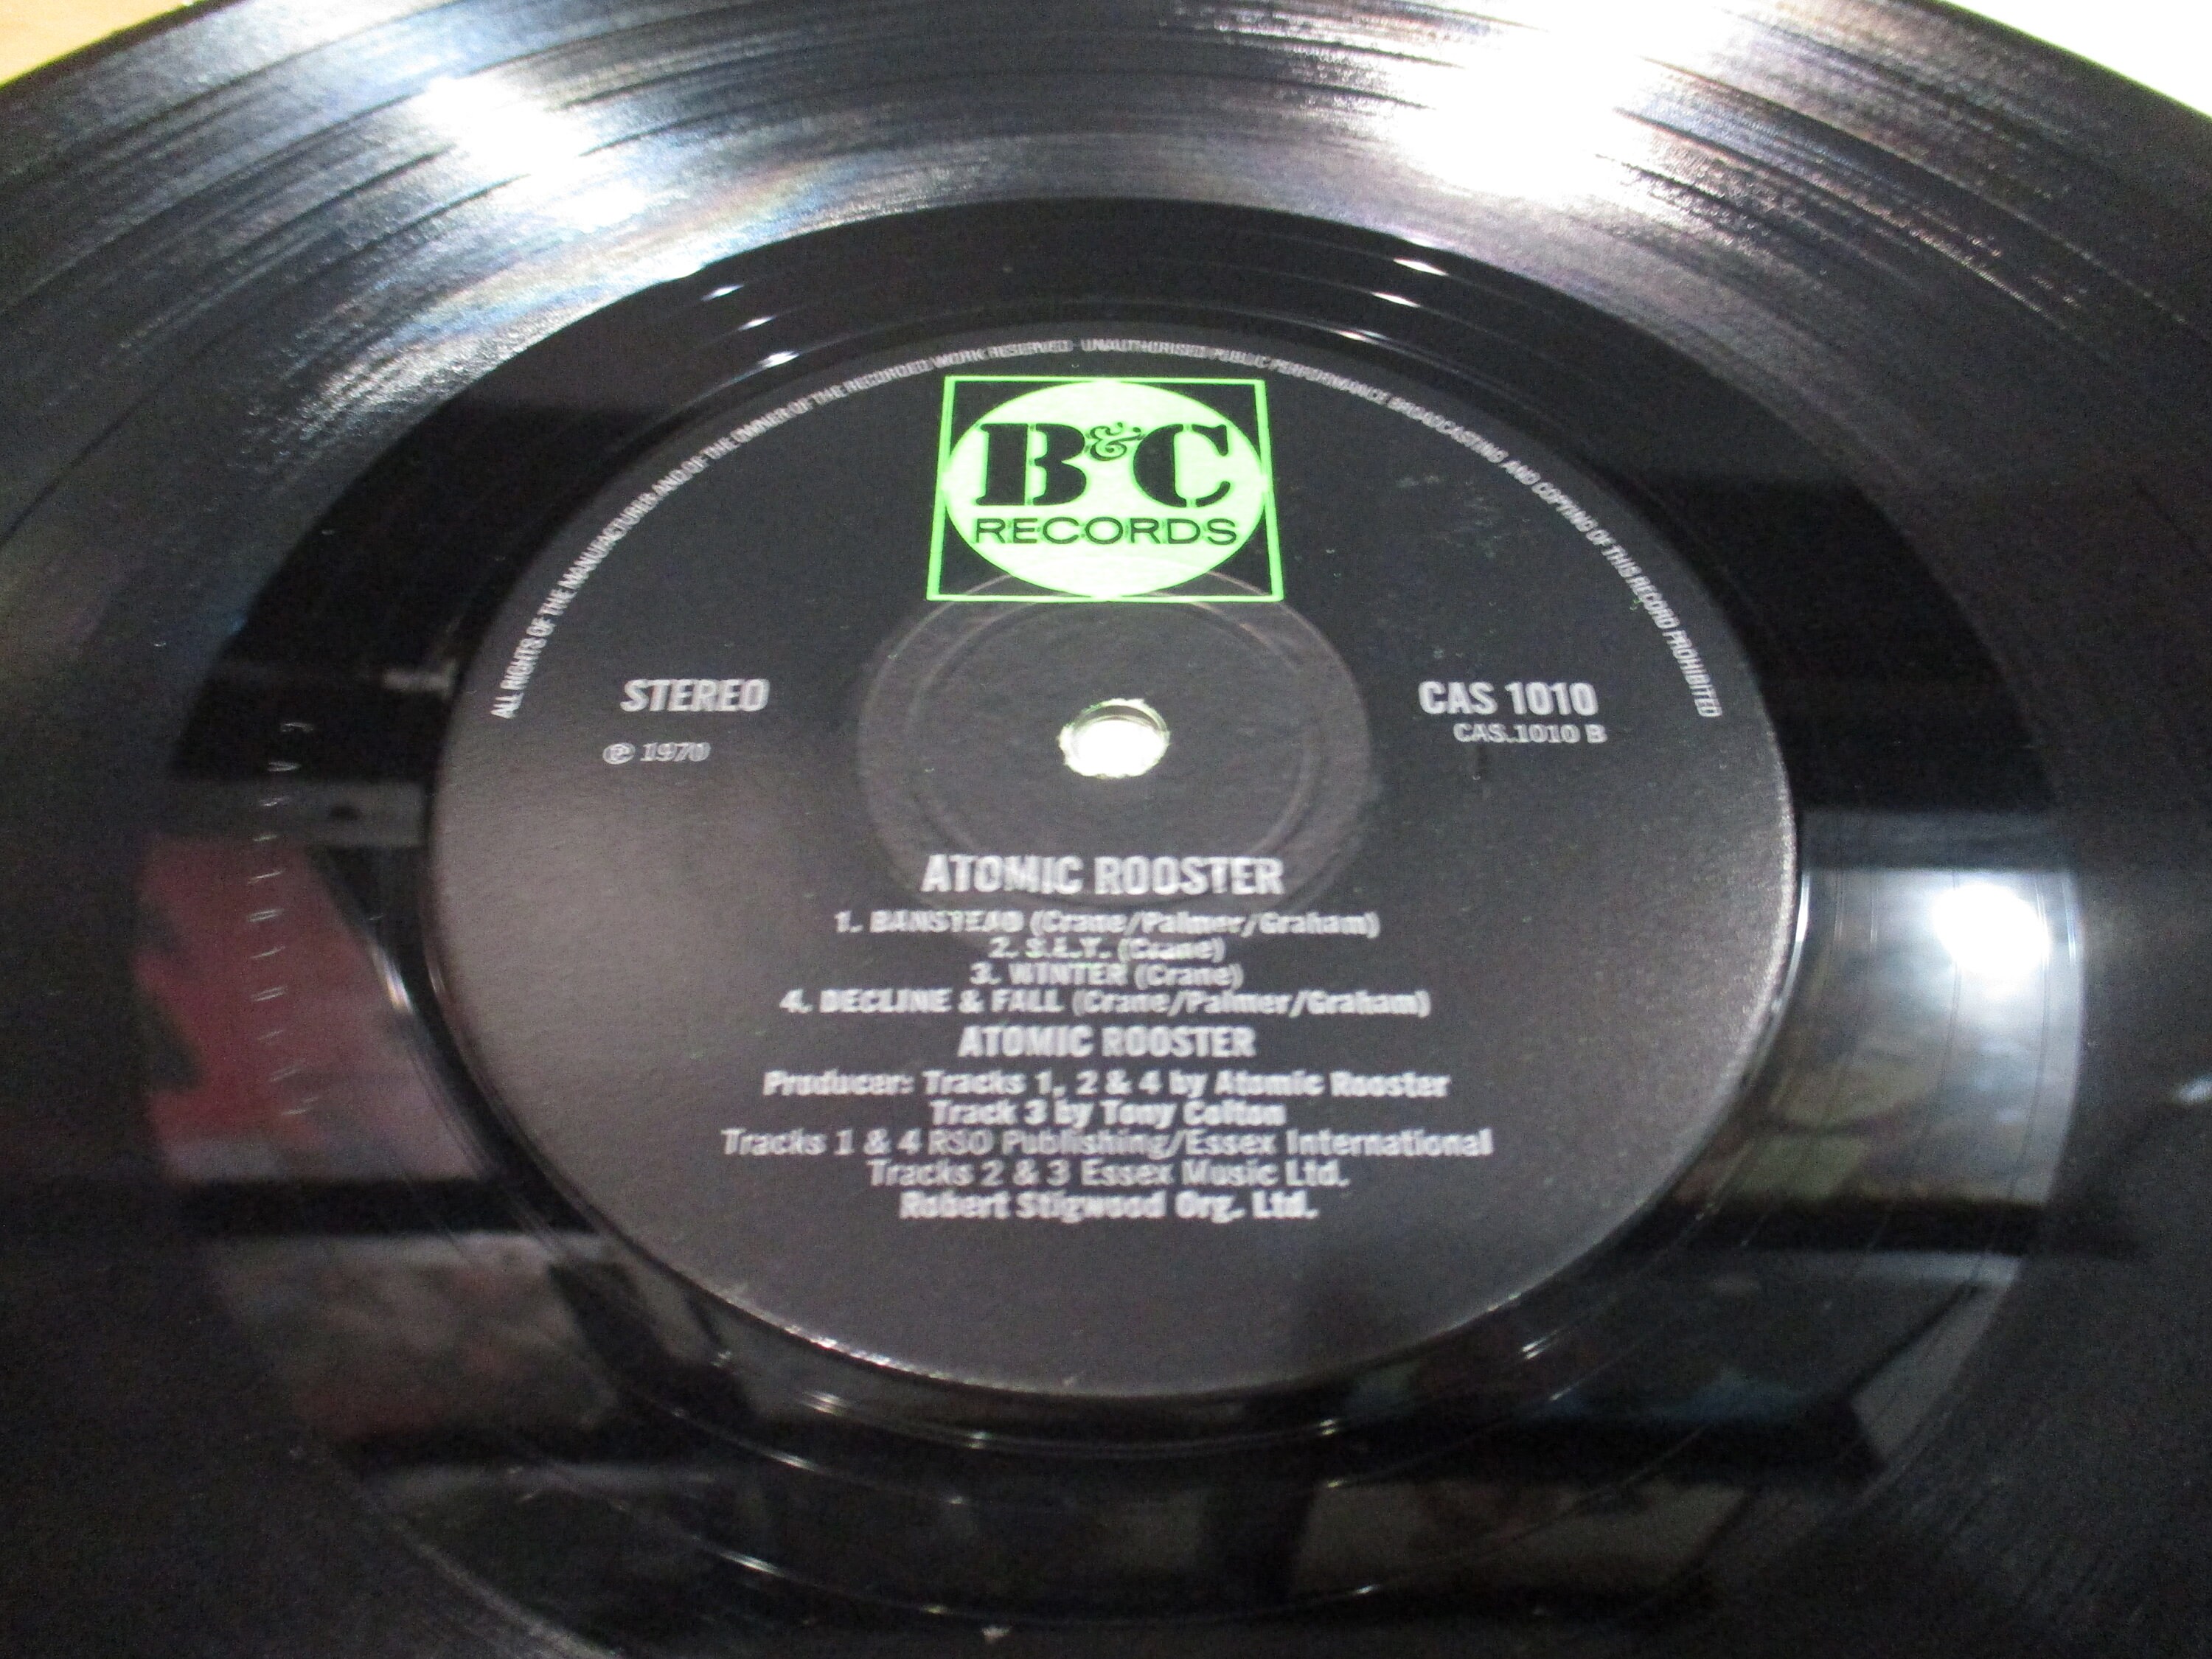 ALL RIGHTS OF THE MANUFACTURER AND OF THE OWNER OF THE RECORDED WORK RESERVED UNAUTHORISED PUBLIC PERFORMANCE BROADCASTING AND COPYING OF THIS RECORD PROHIBITED
B&C
RECORDS
STEREO
CAS 1010
℗ 1970
CAS.1010 B
ATOMIC ROOSTER
1. BANSTEAD (Crane/Palmer/Graham)
2. S.L.Y. (Crane)
3. WINTER (Crane)
4. DECLINE & FALL (Crane/Palmer/Graham)
ATOMIC ROOSTER
Producer: Tracks 1, 2 & 4 by Atomic Rooster
Track 3 by Tony Colton
Tracks 1 & 4 RSO Publishing/Essex International
Tracks 2 & 3 Essex Music Ltd.
Robert Stigwood Org. Ltd.